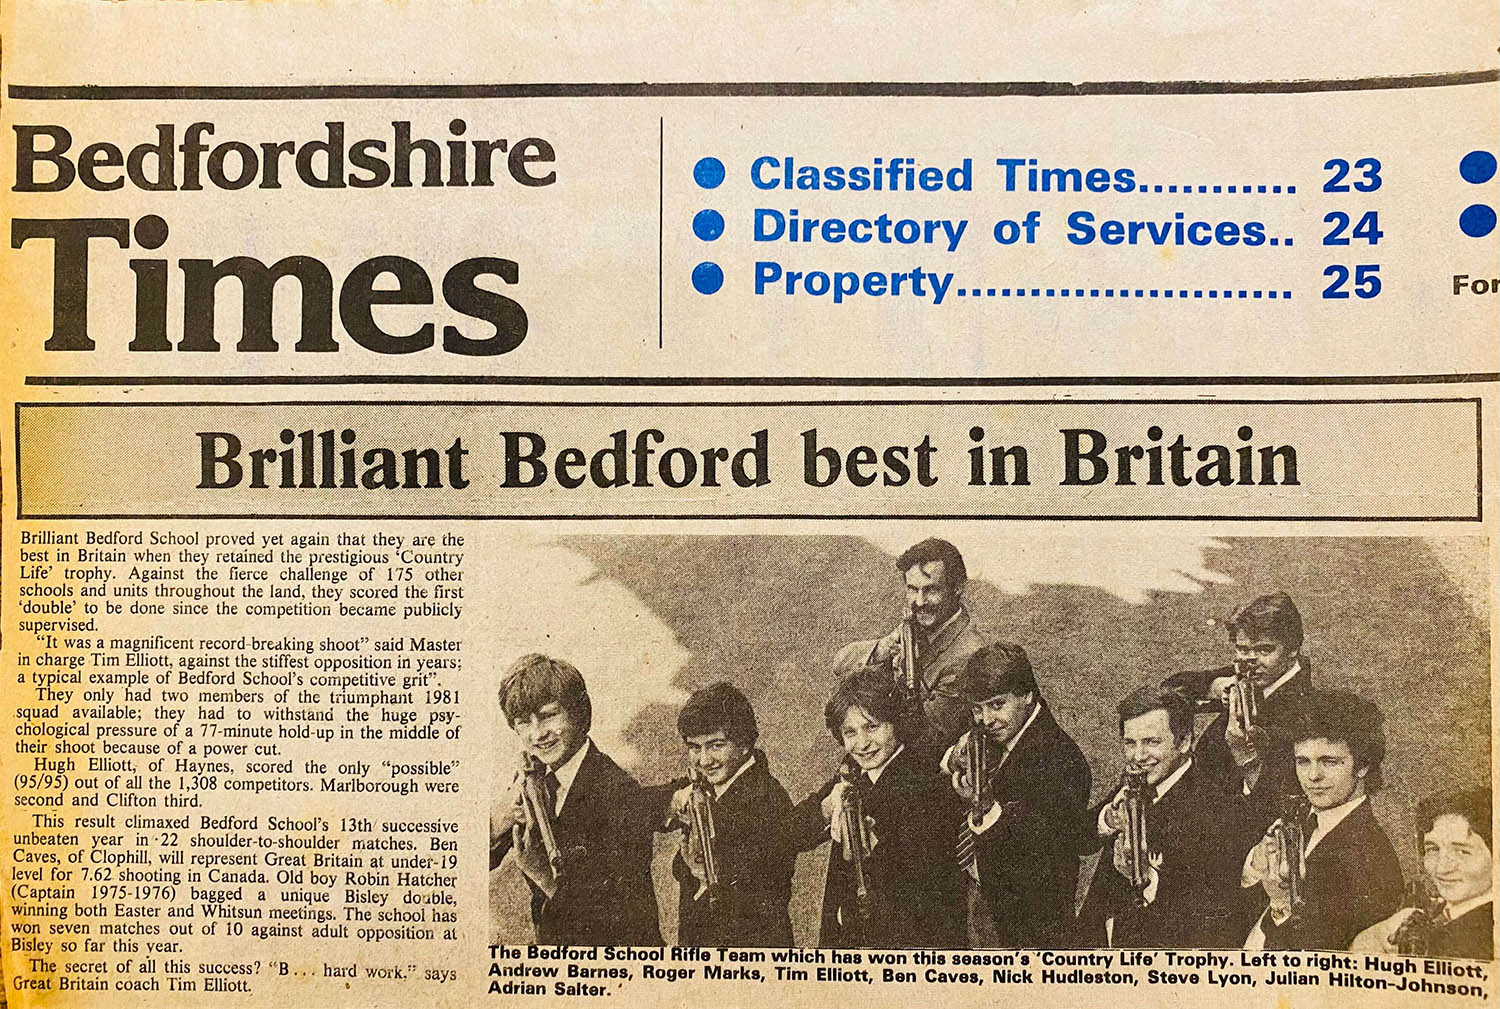 Bedfordshire
Times
● Classified Times........... 23
● Directory of Services.. 24
● Property....................... 25
For
Brilliant Bedford best in Britain
Brilliant Bedford School proved yet again that they are the
best in Britain when they retained the prestigious ‘Country
Life’ trophy. Against the fierce challenge of 175 other
schools and units throughout the land, they scored the first
‘double’ to be done since the competition became publicly
supervised.
“It was a magnificent record-breaking shoot” said Master
in charge Tim Elliott, against the stiffest opposition in years;
a typical example of Bedford School’s competitive grit”.
They only had two members of the triumphant 1981
squad available; they had to withstand the huge psy-
chological pressure of a 77-minute hold-up in the middle of
their shoot because of a power cut.
Hugh Elliott, of Haynes, scored the only “possible”
(95/95) out of all the 1,308 competitors. Marlborough were
second and Clifton third.
This result climaxed Bedford School’s 13th successive
unbeaten year in 22 shoulder-to-shoulder matches. Ben
Caves, of Clophill, will represent Great Britain at under-19
level for 7.62 shooting in Canada. Old boy Robin Hatcher
(Captain 1975-1976) bagged a unique Bisley double,
winning both Easter and Whitsun meetings. The school has
won seven matches out of 10 against adult opposition at
Bisley so far this year.
The secret of all this success? “B... hard work,” says
Great Britain coach Tim Elliott.
The Bedford School Rifle Team which has won this season’s ‘Country Life’ Trophy. Left to right: Hugh Elliott,
Andrew Barnes, Roger Marks, Tim Elliott, Ben Caves, Nick Hudleston, Steve Lyon, Julian Hilton-Johnson,
Adrian Salter.